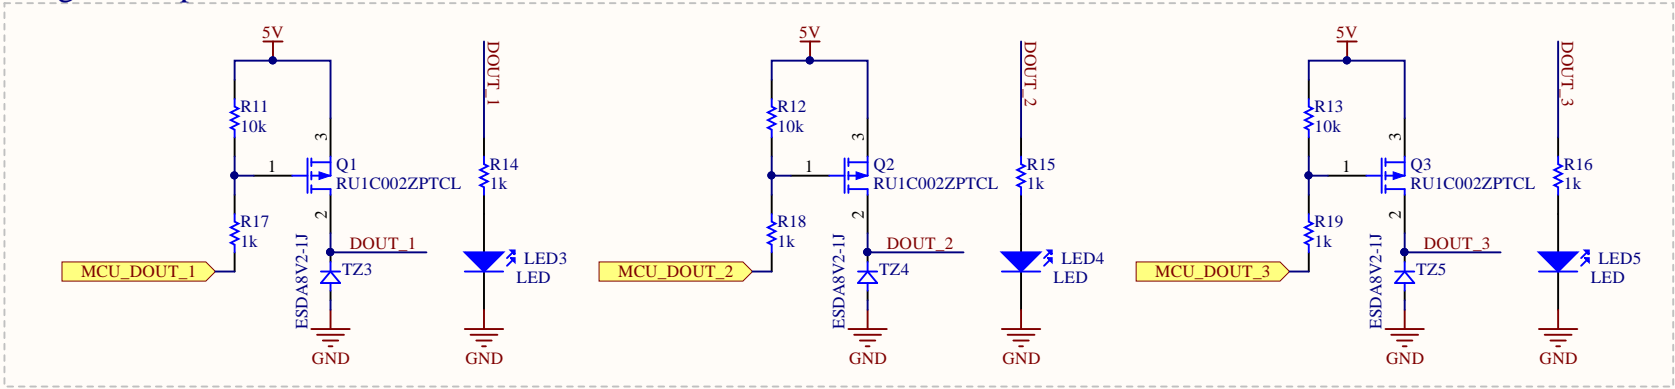 5V
DOUT_1
R11
10k
3
1
Q1
RU1C002ZPTCL
R14
1k
2
R17
1k
DOUT_1
MCU_DOUT_1
ESDA8V2-1J
TZ3
LED3
LED
GND
GND
5V
DOUT_2
R12
10k
3
1
Q2
RU1C002ZPTCL
R15
1k
2
R18
1k
DOUT_2
MCU_DOUT_2
ESDA8V2-1J
TZ4
LED4
LED
GND
GND
5V
DOUT_3
R13
10k
3
1
Q3
RU1C002ZPTCL
R16
1k
2
R19
1k
DOUT_3
MCU_DOUT_3
ESDA8V2-1J
TZ5
LED5
LED
GND
GND